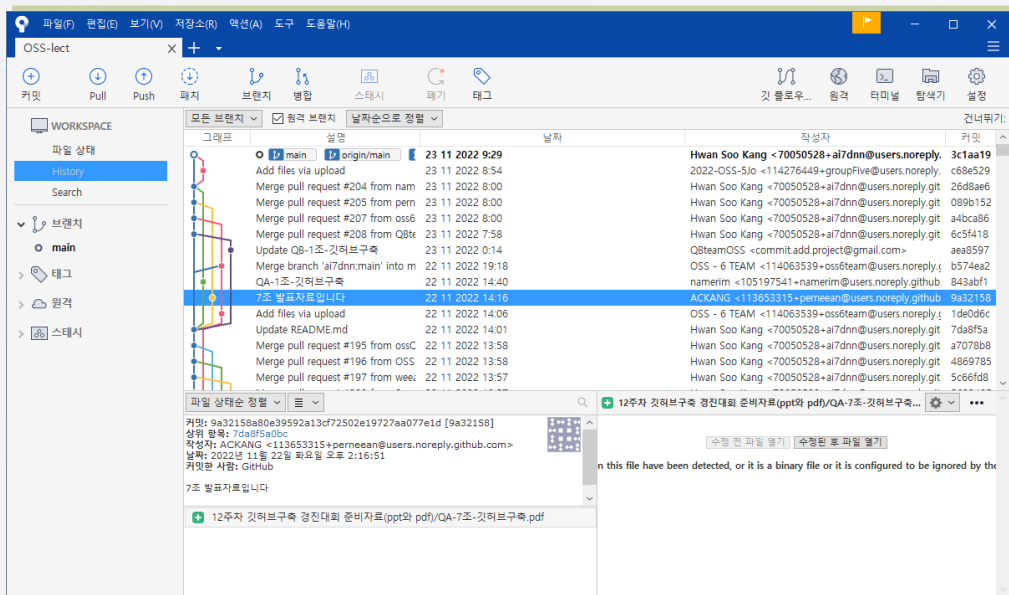 파일(F) 편집(E) 보기(V) 저장소(R) 액션(A) 도구 도움말(H)
OSS-lect
커밋 Pull Push 패치 브랜치 병합 스태시 폐기 태그 깃 플로우... 원격 터미널 탐색기 설정
WORKSPACE
파일 상태
History
Search
브랜치
main
태그
원격
스태시
모든 브랜치 원격 브랜치 날짜순으로 정렬 건너뛰기:
그래프 설명 날짜 작성자 커밋
main origin/main 23 11 2022 9:29 Hwan Soo Kang <70050528+ai7dnn@users.noreply. 3c1aa19
Add files via upload 23 11 2022 8:54 2022-OSS-5Jo <114276449+groupFive@users.noreply. c68e529
Merge pull request #204 from nam 23 11 2022 8:00 Hwan Soo Kang <70050528+ai7dnn@users.noreply.git 26d8ae6
Merge pull request #205 from pern 23 11 2022 8:00 Hwan Soo Kang <70050528+ai7dnn@users.noreply.git 089b152
Merge pull request #207 from oss6 23 11 2022 8:00 Hwan Soo Kang <70050528+ai7dnn@users.noreply.git a4bca86
Merge pull request #208 from QBte 23 11 2022 7:58 Hwan Soo Kang <70050528+ai7dnn@users.noreply.git 6c5f418
Update QB-1조-깃허브구축 23 11 2022 0:14 QBteamOSS <commit.add.project@gmail.com> aea8597
Merge branch 'ai7dnn:main' into m 22 11 2022 19:18 OSS - 6 TEAM <114063539+oss6team@users.noreply.g b574ea2
QA-1조-깃허브구축 22 11 2022 14:40 namerim <105197541+namerim@users.noreply.github 843abf1
7조 발표자료입니다 22 11 2022 14:16 ACKANG <113653315+perneean@users.noreply.github 9a32158
Add files via upload 22 11 2022 14:06 OSS - 6 TEAM <114063539+oss6team@users.noreply.g 1de0d6c
Update README.md 22 11 2022 14:01 Hwan Soo Kang <70050528+ai7dnn@users.noreply.git 7da8f5a
Merge pull request #195 from ossC 22 11 2022 13:58 Hwan Soo Kang <70050528+ai7dnn@users.noreply.git a7078b8
Merge pull request #196 from OSS 22 11 2022 13:58 Hwan Soo Kang <70050528+ai7dnn@users.noreply.git 4869785
Merge pull request #197 from weea 22 11 2022 13:57 Hwan Soo Kang <70050528+ai7dnn@users.noreply.git 5c66fd8
파일 상태순 정렬
12주차 깃허브구축 경진대회 준비자료(ppt와 pdf)/QA-7조-깃허브구축...
커밋: 9a32158a80e39592a13cf72502e19727aa077e1d [9a32158]
상위 항목: 7da8f5a0bc
작성자: ACKANG <113653315+perneean@users.noreply.github.com>
날짜: 2022년 11월 22일 화요일 오후 2:16:51
커밋한 사람: GitHub
7조 발표자료입니다
12주차 깃허브구축 경진대회 준비자료(ppt와 pdf)/QA-7조-깃허브구축.pdf
수정 전 파일 열기 수정된 후 파일 열기
n this file have been detected, or it is a binary file or it is configured to be ignored by the